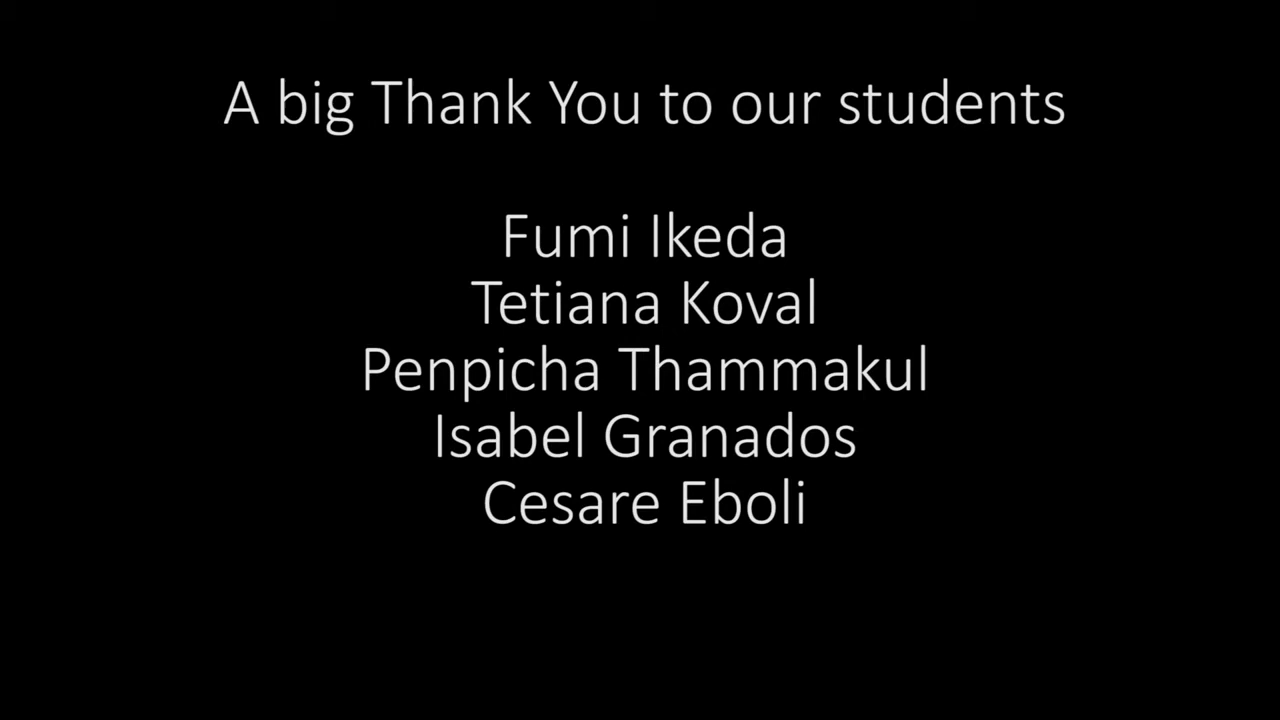 A big Thank You to our students
Fumi Ikeda
Tetiana Koval
Penpicha Thammakul
Isabel Granados
Cesare Eboli